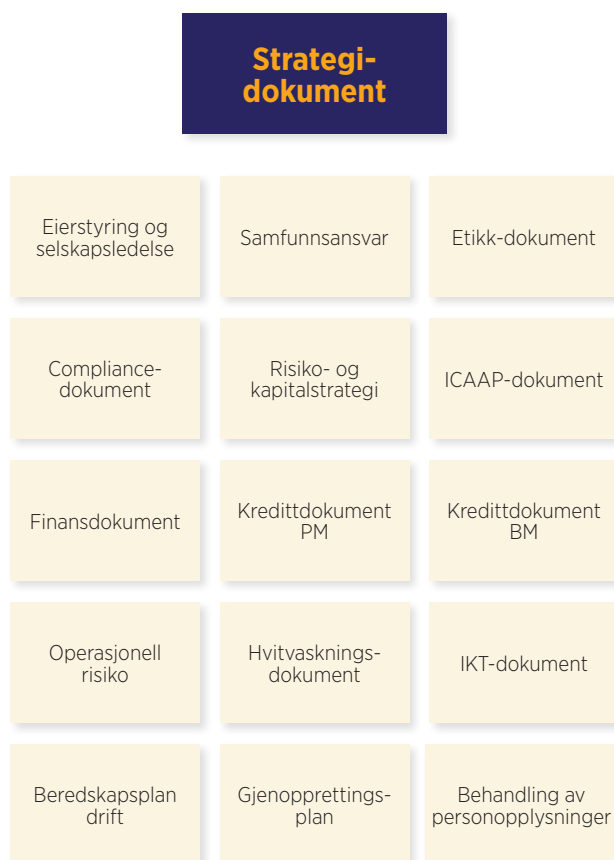 Strategi-
dokument
Eierstyring og
selskapsledelse
Samfunnsansvar
Etikk-dokument
Compliance-
dokument
Risiko- og
kapitalstrategi
ICAAP-dokument
Finansdokument
Kredittdokument
PM
Kredittdokument
BM
Operasjonell
risiko
Hvitvasknings-
dokument
IKT-dokument
Beredskapsplan
drift
Gjenopprettings-
plan
Behandling av
personopplysninger